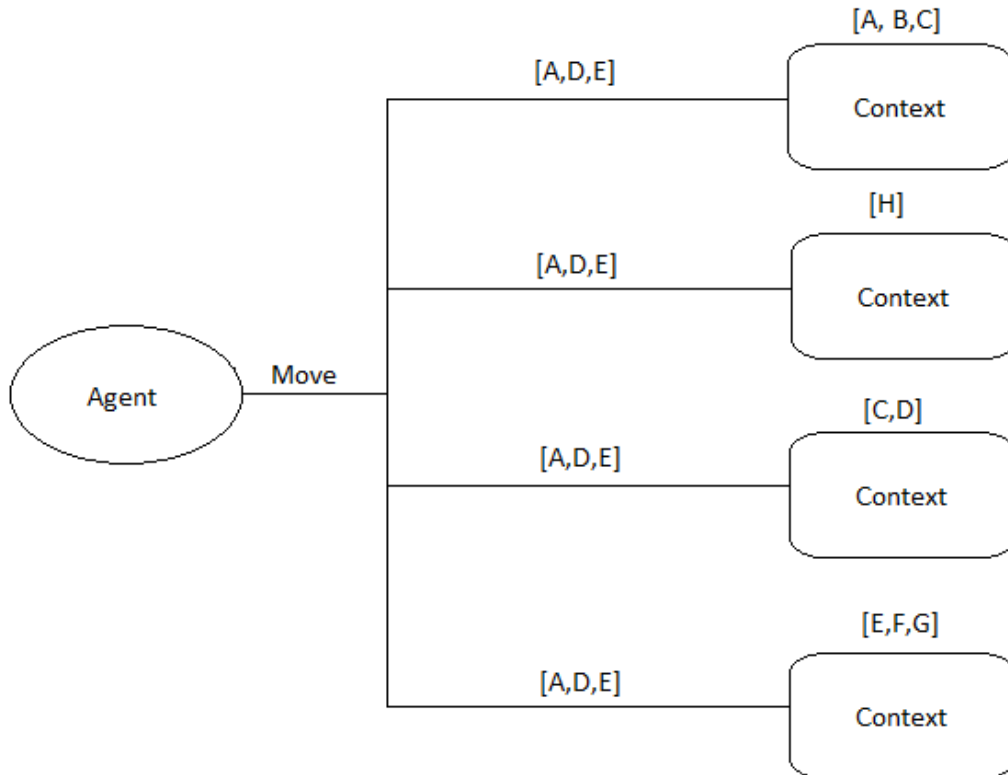 [A, B,C]
[A,D,E]
Context
[H]
[A,D,E]
Context
Move
Agent
[C,D]
[A,D,E]
Context
[E,F,G]
[A,D,E]
Context